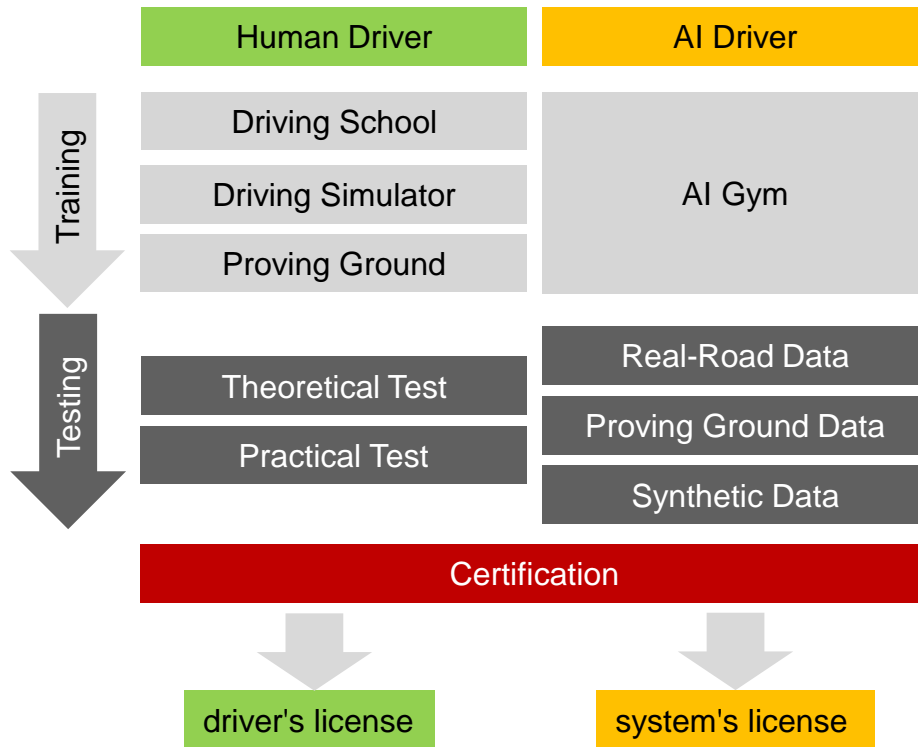 Human Driver
AI Driver
Training
Driving School
Driving Simulator
Proving Ground
AI Gym
Testing
Theoretical Test
Practical Test
Real-Road Data
Proving Ground Data
Synthetic Data
Certification
driver's license
system's license